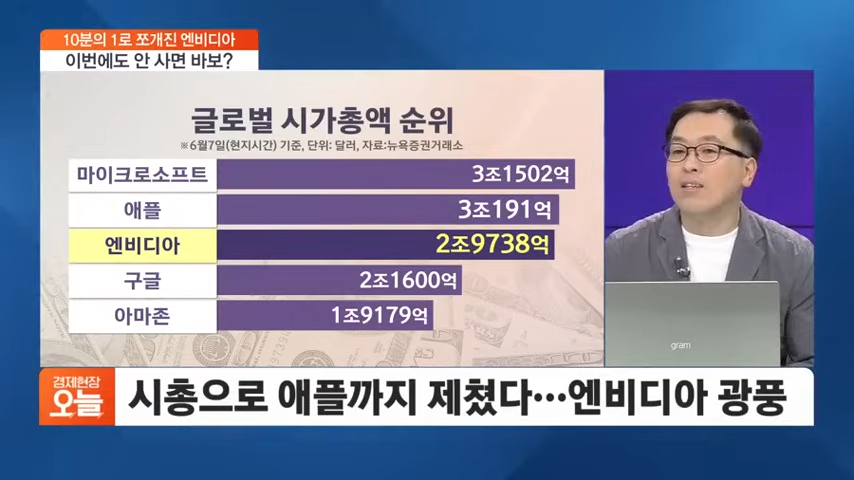 10분의 1로 쪼개진 엔비디아
이번에도 안 사면 바보?
글로벌 시가총액 순위
※6월7일(현지시간) 기준, 단위: 달러, 자료:뉴욕증권거래소
마이크로소프트 3조1502억
애플 3조191억
엔비디아 2조9738억
구글 2조1600억
아마존 1조9179억
gram
경제현장
오늘
시총으로 애플까지 제쳤다…엔비디아 광풍